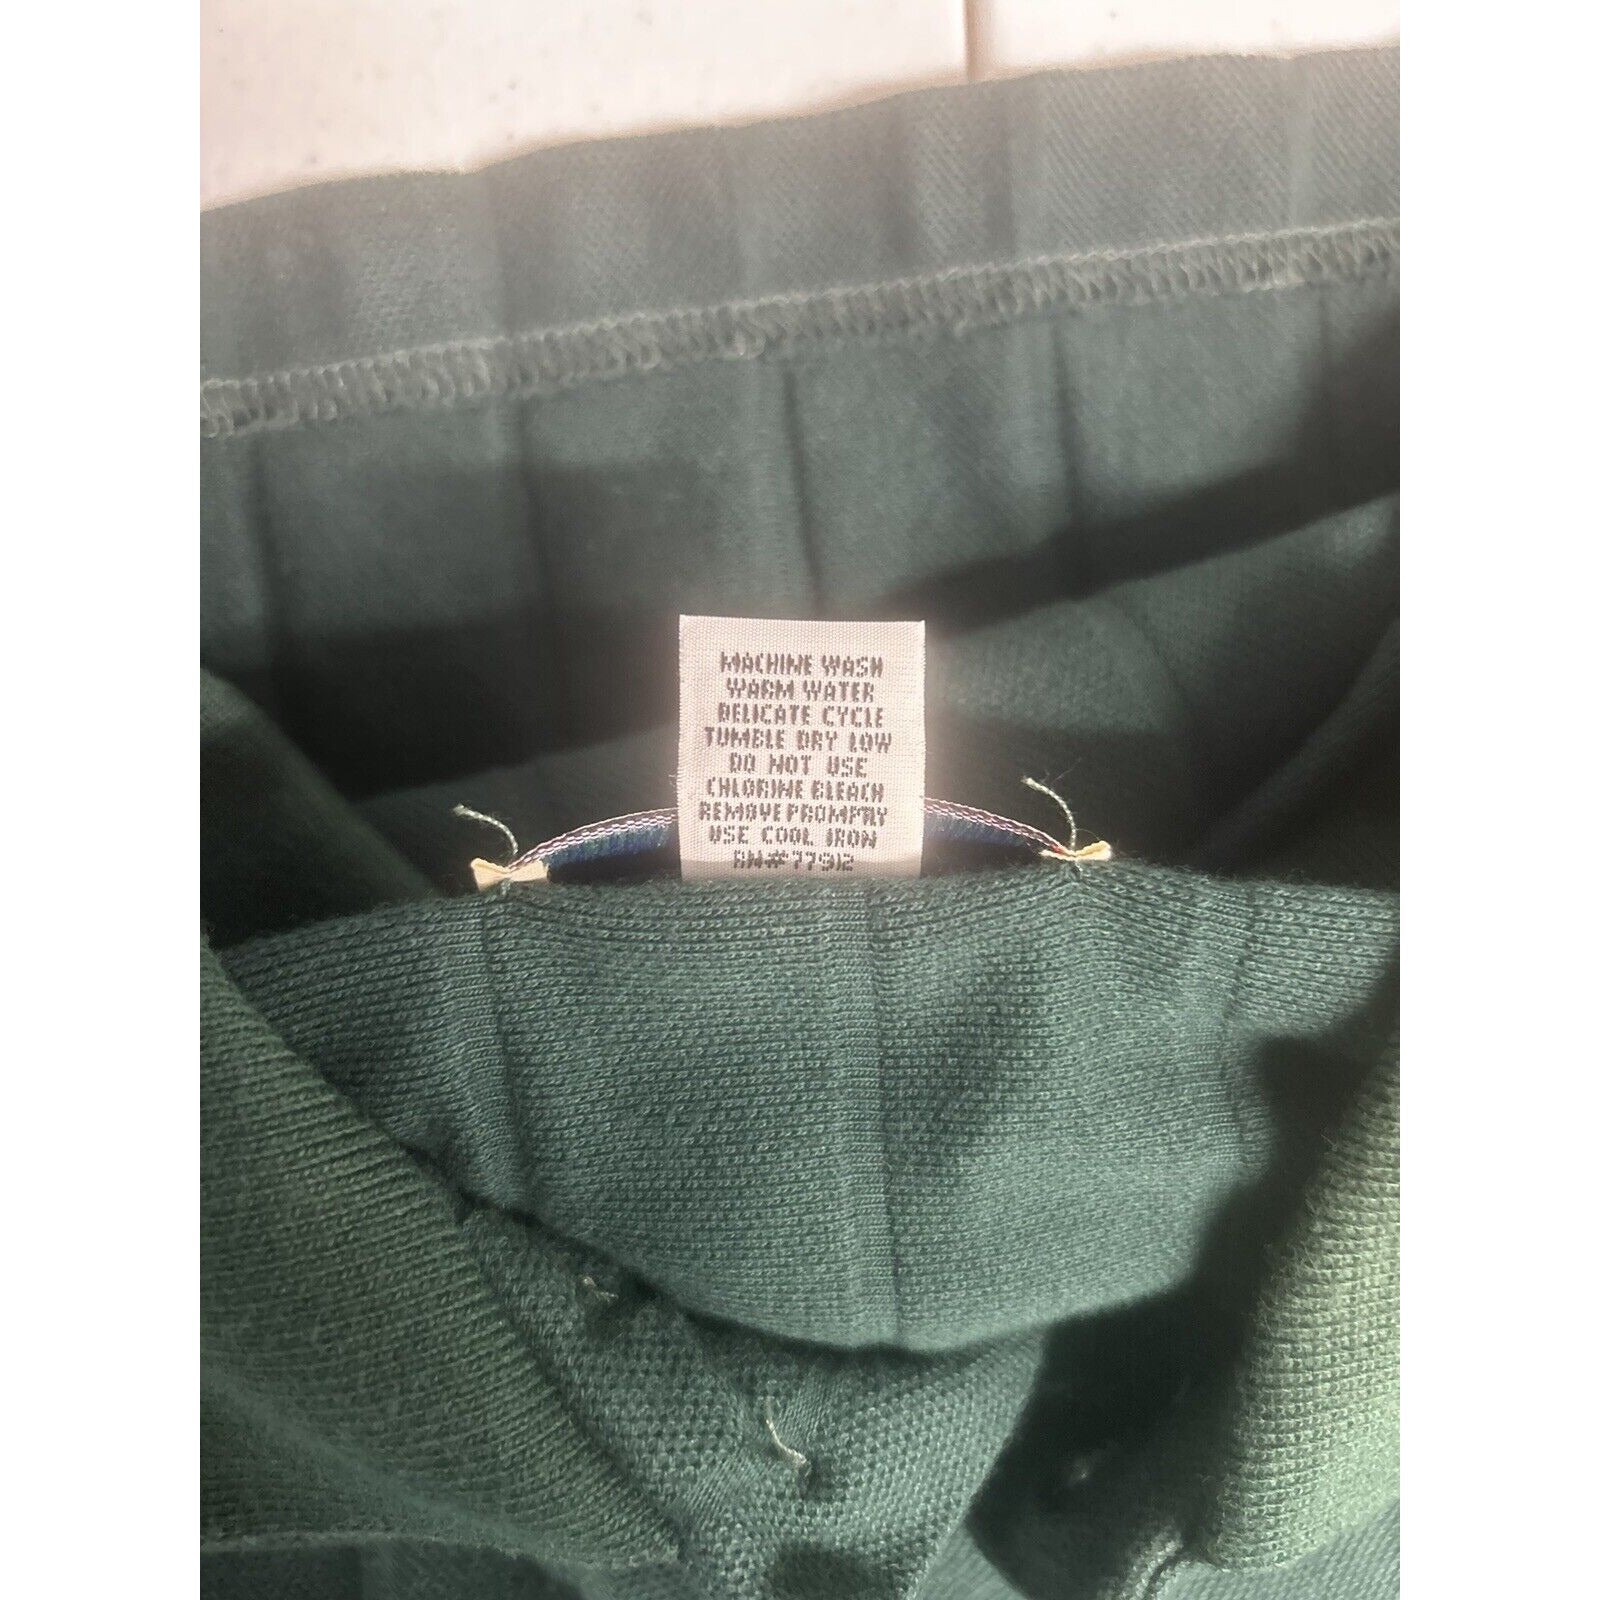 MACHINE WASH
WARM WATER
DELICATE CYCLE
TUMBLE DRY LOW
DO NOT USE
CHLORINE BLEACH
REMOVE PROMPTLY
USE COOL IRON
RN# 77912